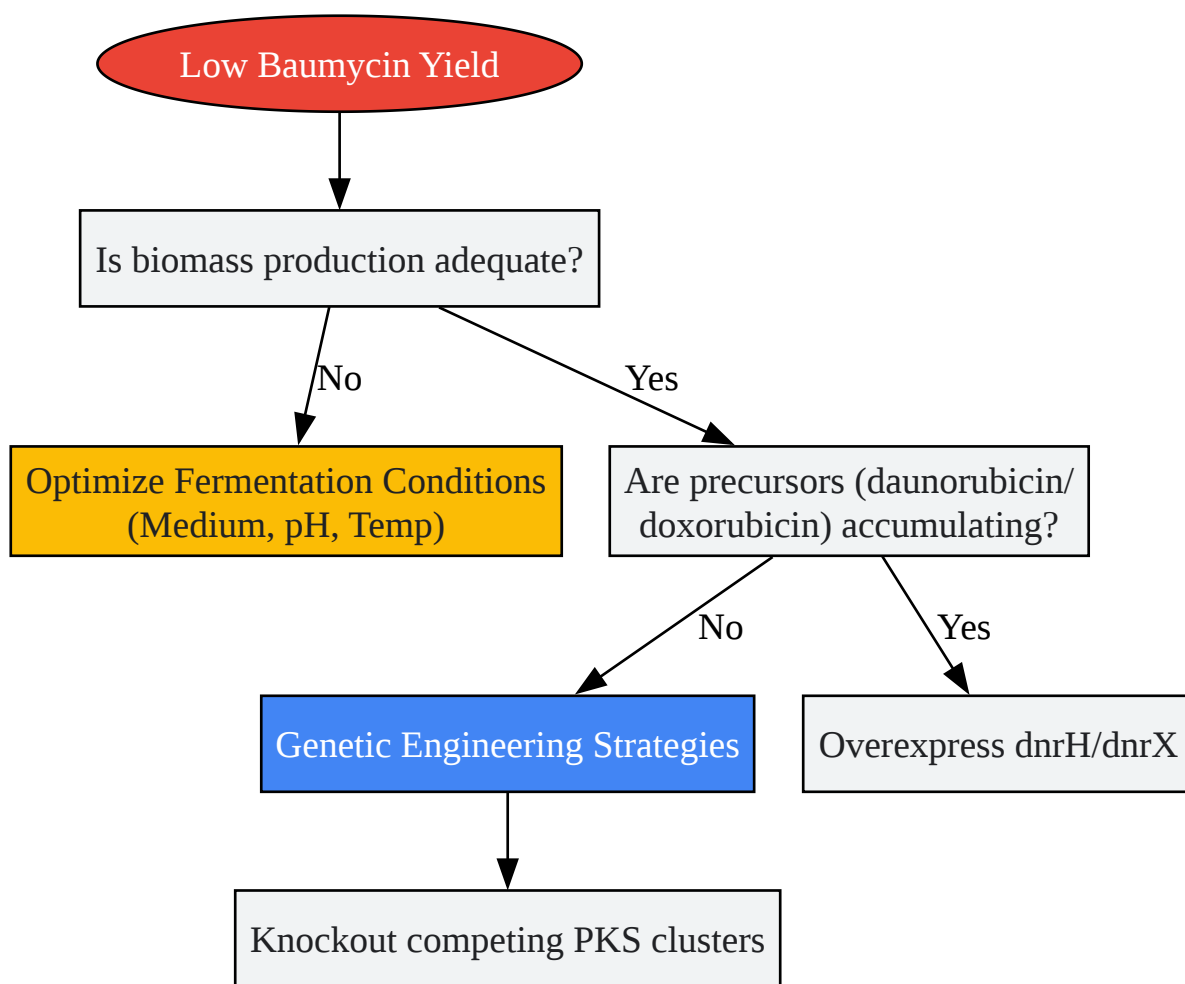 Low Baumycin Yield
Is biomass production adequate?
No
Yes
Optimize Fermentation Conditions
(Medium, pH, Temp)
Are precursors (daunorubicin/
doxorubicin) accumulating?
No
Yes
Genetic Engineering Strategies
Overexpress dnrH/dnrX
Knockout competing PKS clusters